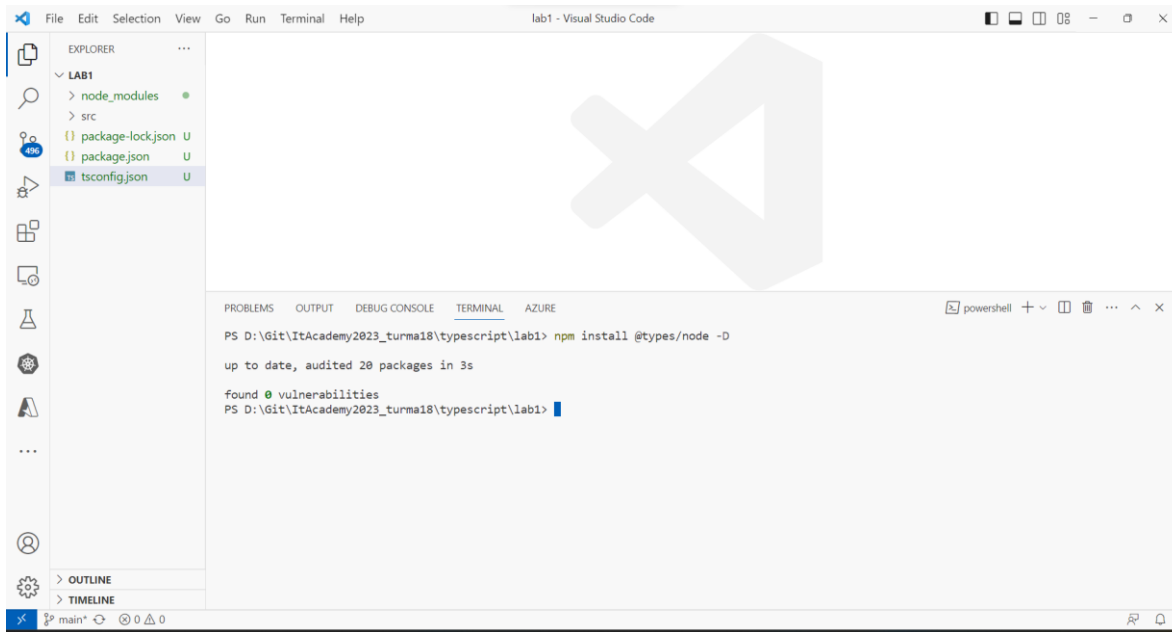 File Edit Selection View Go Run Terminal Help
lab1 - Visual Studio Code
EXPLORER
LAB1
node_modules
src
package-lock.json U
package.json U
tsconfig.json U
496
PROBLEMS OUTPUT DEBUG CONSOLE TERMINAL AZURE
powershell
PS D:\Git\ItAcademy2023_turma18\typescript\lab1> npm install @types/node -D
up to date, audited 20 packages in 3s
found 0 vulnerabilities
PS D:\Git\ItAcademy2023_turma18\typescript\lab1>
OUTLINE
TIMELINE
main* 0 0